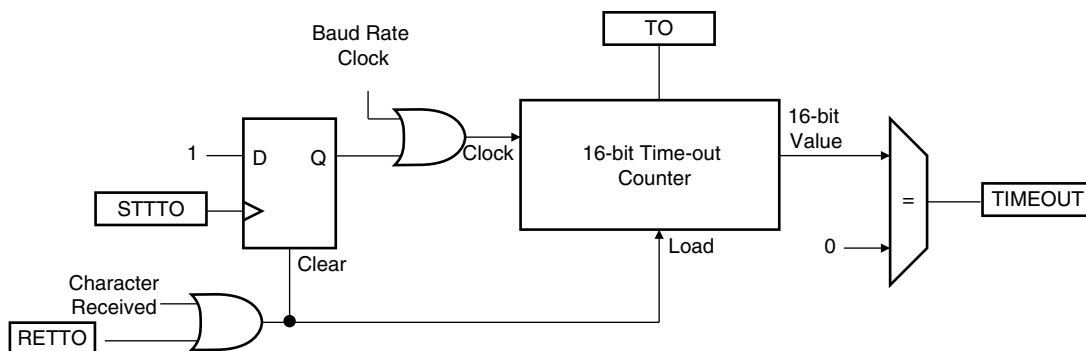 TO
Baud Rate
Clock
16-bit
Value
1
D
Q
Clock
16-bit Time-out
Counter
STTTO
=
TIMEOUT
Clear
Load
0
Character
Received
RETTO